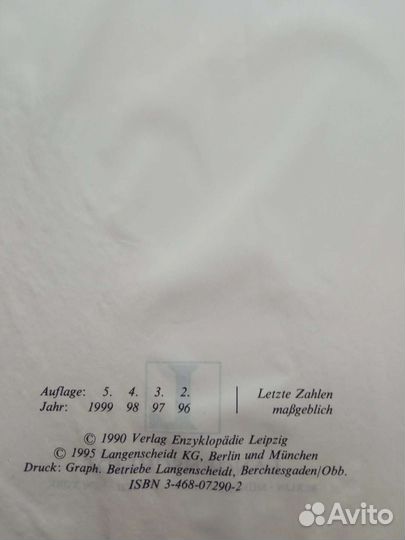 Auflage: 5. 4. 3. 2. | Letzte Zahlen
Jahr: 1999 98 97 96 | maßgeblich
© 1990 Verlag Enzyklopädie Leipzig
© 1995 Langenscheidt KG, Berlin und München
Druck: Graph. Betriebe Langenscheidt, Berchtesgaden/Obb.
ISBN 3-468-07290-2
Avito